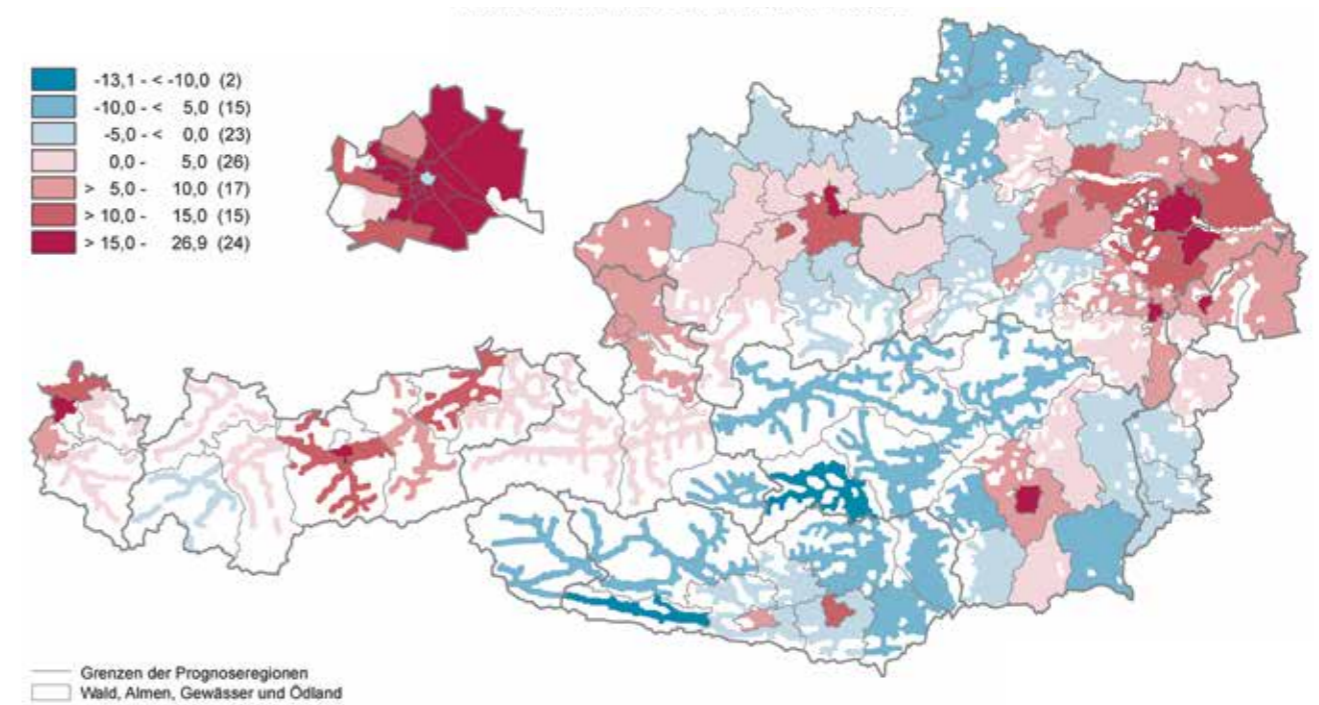 -13,1 - < -10,0 (2)
-10,0 - < 5,0 (15)
-5,0 - < 0,0 (23)
0,0 - 5,0 (26)
> 5,0 - 10,0 (17)
> 10,0 - 15,0 (15)
> 15,0 - 26,9 (24)
Grenzen der Prognoseregionen
Wald, Almen, Gewässer und Ödland